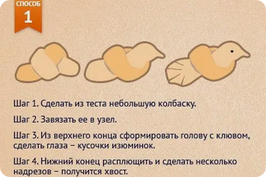 СПОСОБ
1
Шаг 1. Сделать из теста небольшую колбаску.
Шаг 2. Завязать ее в узел.
Шаг 3. Из верхнего конца сформировать голову с клювом,
сделать глаза – кусочки изюминок.
Шаг 4. Нижний конец расплющить и сделать несколько
надрезов – получится хвост.